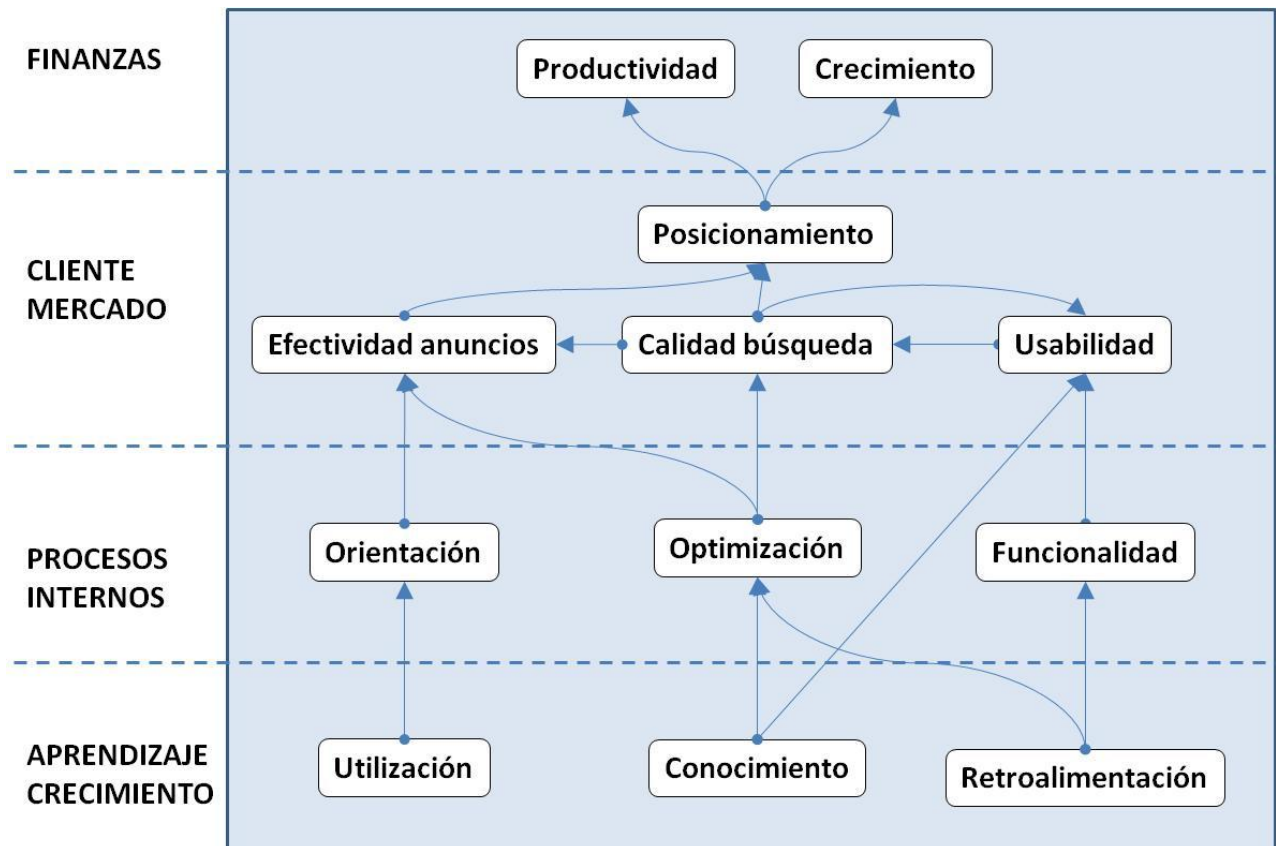 FINANZAS
Productividad
Crecimiento
CLIENTE
MERCADO
Posicionamiento
Efectividad anuncios
Calidad búsqueda
Usabilidad
PROCESOS
INTERNOS
Orientación
Optimización
Funcionalidad
APRENDIZAJE
CRECIMIENTO
Utilización
Conocimiento
Retroalimentación